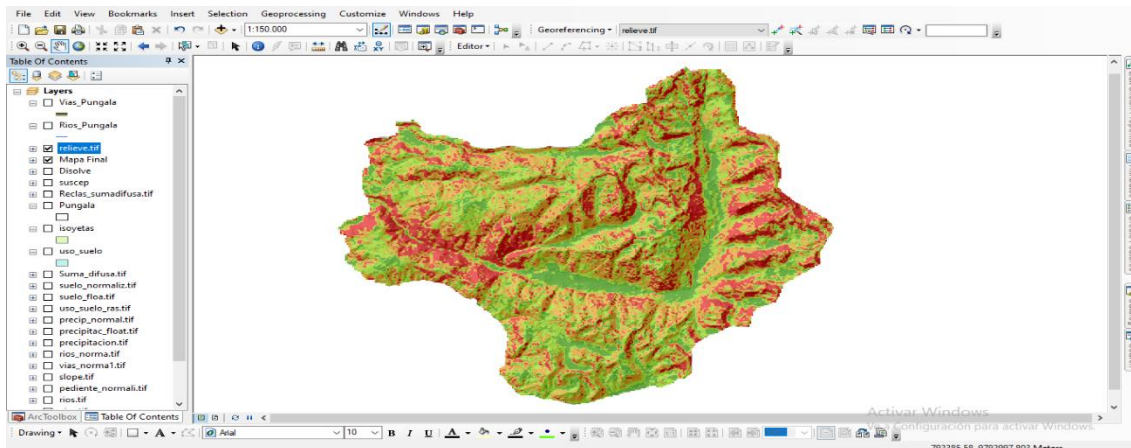 File Edit View Bookmarks Insert Selection Geoprocessing Customize Windows Help
1:150.000 Georeferencing relieve.tif
Editor
Table Of Contents
Layers
Vias_Pungala
Rios_Pungala
relieve.tif
Mapa Final
Disolve
suscep
Reclas_sumadifusa.tif
Pungala
isoyetas
uso_suelo
Suma_difusa.tif
suelo_normaliz.tif
suelo_floa.tif
uso_suelo_ras.tif
precip_normal.tif
precipitac_float.tif
precipitacion.tif
rios_norma.tif
vias_norma1.tif
slope.tif
pediente_normali.tif
rios.tif
ArcToolbox Table Of Contents
Activar Windows
Ve a Configuración para activar Windows.
Drawing A Arial 10 B I U A